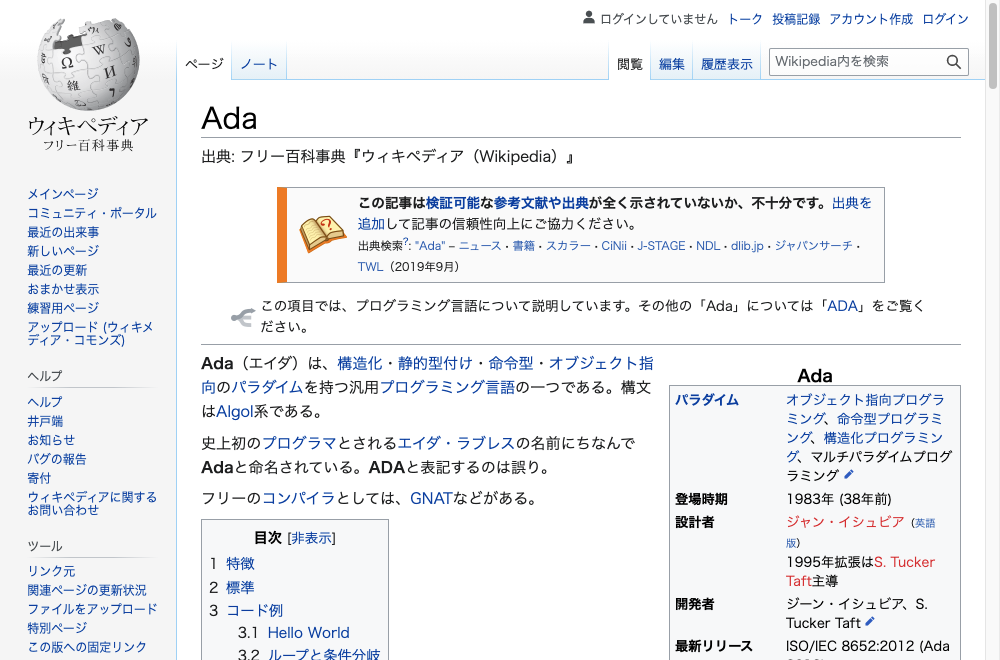 ログインしていません トーク 投稿記録 アカウント作成 ログイン
ページ ノート 閲覧 編集 履歴表示 Wikipedia内を検索
ウィキペディア
フリー百科事典
メインページ
コミュニティ・ポータル
最近の出来事
新しいページ
最近の更新
おまかせ表示
練習用ページ
アップロード (ウィキメ
ディア・コモンズ)
ヘルプ
ヘルプ
井戸端
お知らせ
バグの報告
寄付
ウィキペディアに関する
お問い合わせ
ツール
リンク元
関連ページの更新状況
ファイルをアップロード
特別ページ
この版への固定リンク
Ada
出典: フリー百科事典『ウィキペディア（Wikipedia）』
この記事は検証可能な参考文献や出典が全く示されていないか、不十分です。出典を
追加して記事の信頼性向上にご協力ください。
出典検索?: "Ada" – ニュース · 書籍 · スカラー · CiNii · J-STAGE · NDL · dlib.jp · ジャパンサーチ ·
TWL（2019年9月）
この項目では、プログラミング言語について説明しています。その他の「Ada」については「ADA」をご覧く
ださい。
Ada（エイダ）は、構造化・静的型付け・命令型・オブジェクト指
向のパラダイムを持つ汎用プログラミング言語の一つである。構文
はAlgol系である。
史上初のプログラマとされるエイダ・ラブレスの名前にちなんで
Adaと命名されている。ADAと表記するのは誤り。
フリーのコンパイラとしては、GNATなどがある。
目次 [非表示]
1 特徴
2 標準
3 コード例
3.1 Hello World
3.2 ループと条件分岐
Ada
パラダイム オブジェクト指向プログラ
ミング、命令型プログラミ
ング、構造化プログラミン
グ、マルチパラダイムプログ
ラミング
登場時期 1983年 (38年前)
設計者 ジャン・イシュビア（英語
版）
1995年拡張はS. Tucker
Taft主導
開発者 ジーン・イシュビア、S.
Tucker Taft
最新リリース ISO/IEC 8652:2012 (Ada